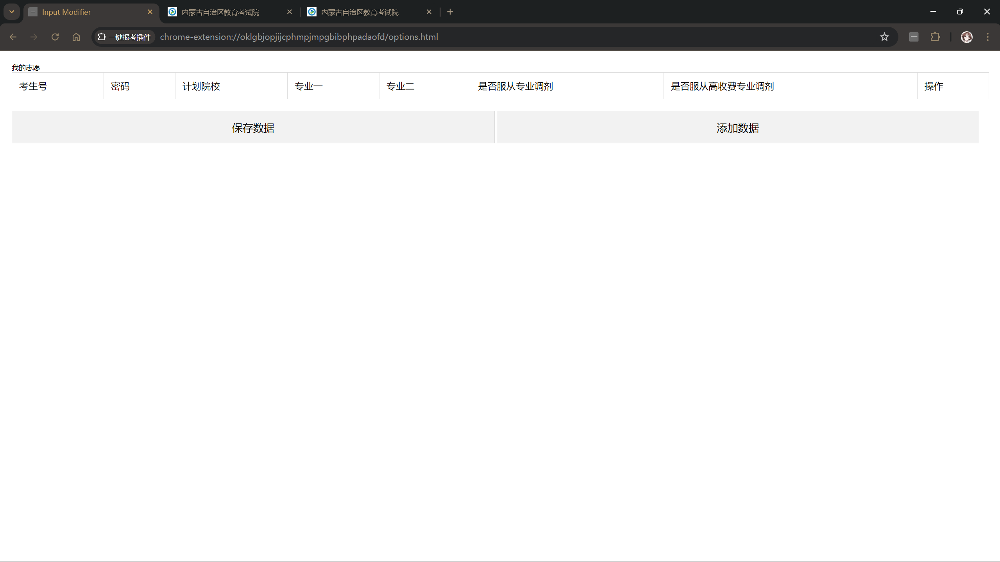 Input Modifier
内蒙古自治区教育考试院
内蒙古自治区教育考试院
一键报考插件
chrome-extension://oklgbjopjijcphmpjmpgbibphpadaofd/options.html
我的志愿
考生号 密码 计划院校 专业一 专业二 是否服从专业调剂 是否服从高收费专业调剂 操作
保存数据 添加数据